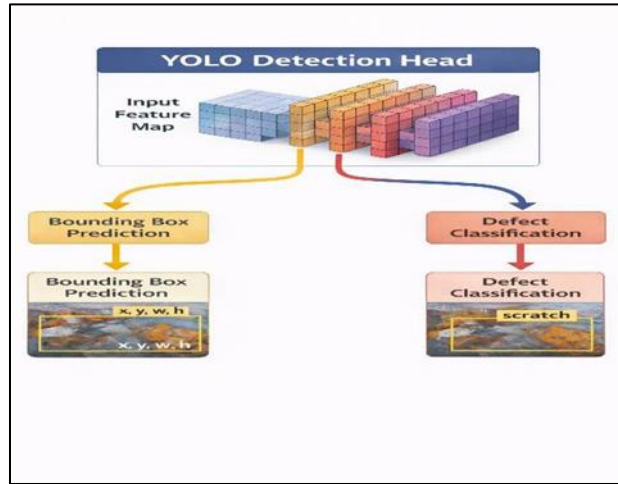 YOLO Detection Head
Input
Feature
Map
Bounding Box
Prediction
Defect
Classification
Bounding Box
Prediction
x, y, w, h
x, y, w, h
Defect
Classification
scratch